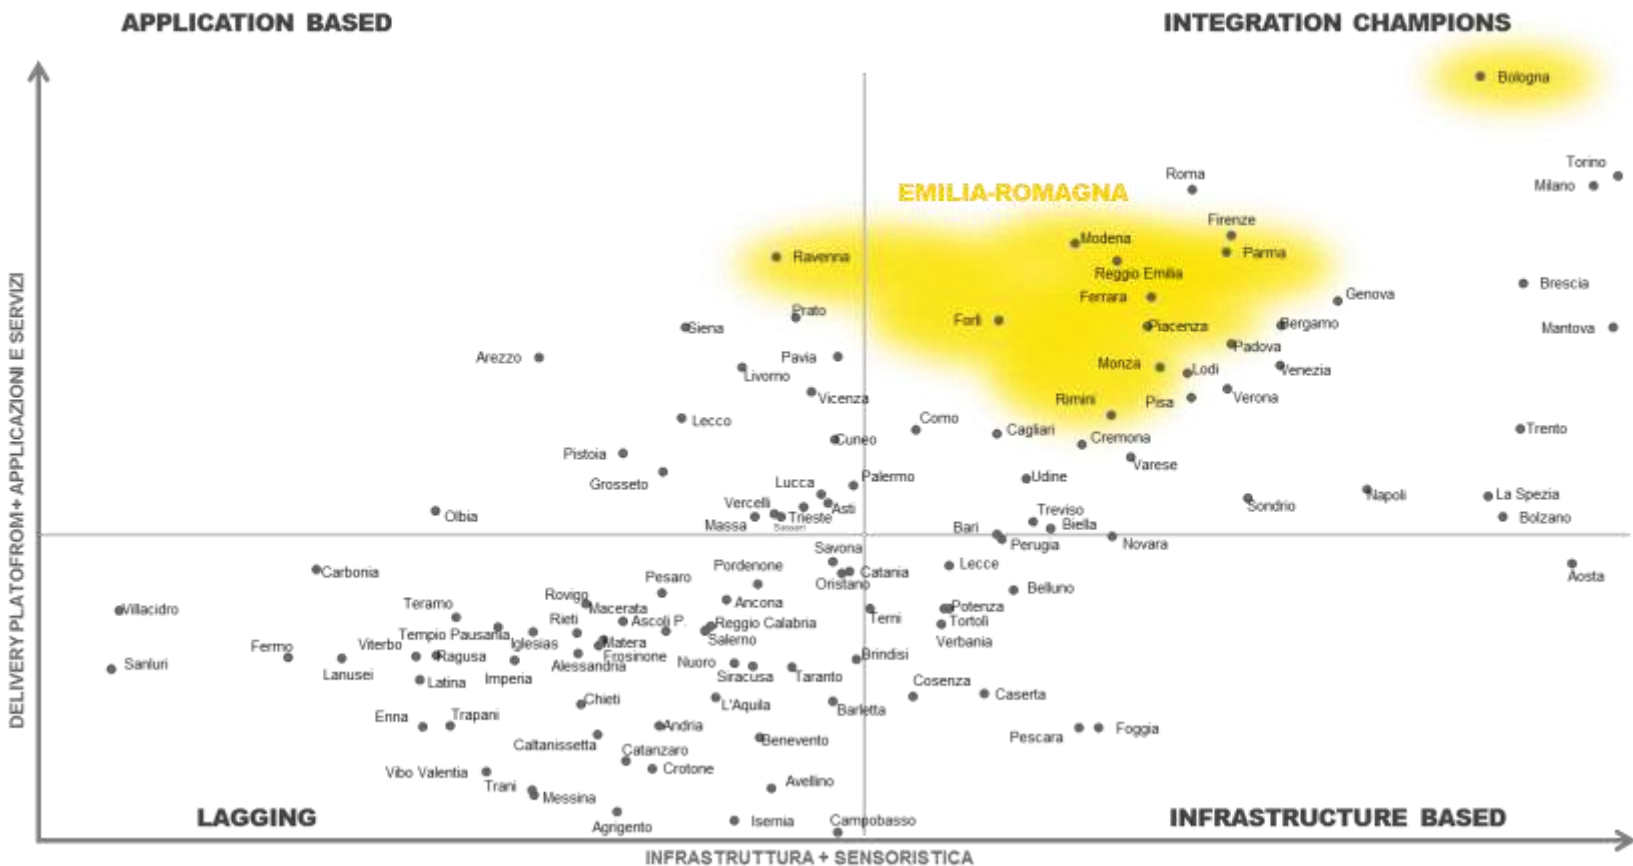 APPLICATION BASED
INTEGRATION CHAMPIONS
Bologna
Torino
Milano
Roma
EMILIA-ROMAGNA
Firenze
Modena
Parma
Ravenna
Reggio Emilia
Brescia
Ferrara
Genova
Prato
Forlì
Siena
Piacenza
Bergamo
Mantova
Padova
Arezzo
Pavia
Monza
Lodi
Venezia
Livorno
Vicenza
Rimini
Pisa
Verona
Lecco
Como
Cagliari
Trento
Cuneo
Cremona
Pistoia
Varese
Grosseto
Lucca
Palermo
Udine
Napoli
La Spezia
Vercelli
Asti
Sondrio
Olbia
Massa
Trieste
Sassari
Treviso
Biella
Bolzano
Bari
Perugia
Novara
Savona
Carbonia
Pordenone
Catania
Lecce
Aosta
Pesaro
Oristano
Belluno
Villacidro
Teramo
Rovigo
Macerata
Ancona
Potenza
Terni
Rieti
Ascoli P.
Reggio Calabria
Tortolì
Tempio Pausania
Iglesias
Matera
Salerno
Verbania
Fermo
Viterbo
Ragusa
Frosinone
Brindisi
Sanluri
Lanusei
Latina
Imperia
Alessandria
Nuoro
Siracusa
Taranto
Cosenza
Caserta
Chieti
L'Aquila
Barletta
Enna
Trapani
Andria
Pescara
Foggia
Caltanissetta
Catanzaro
Benevento
Vibo Valentia
Crotone
Trani
Messina
Avellino
Agrigento
Isernia
Campobasso
LAGGING
INFRASTRUCTURE BASED
DELIVERY PLATOFROM+ APPLICAZIONI E SERVIZI
INFRASTRUTTURA + SENSORISTICA